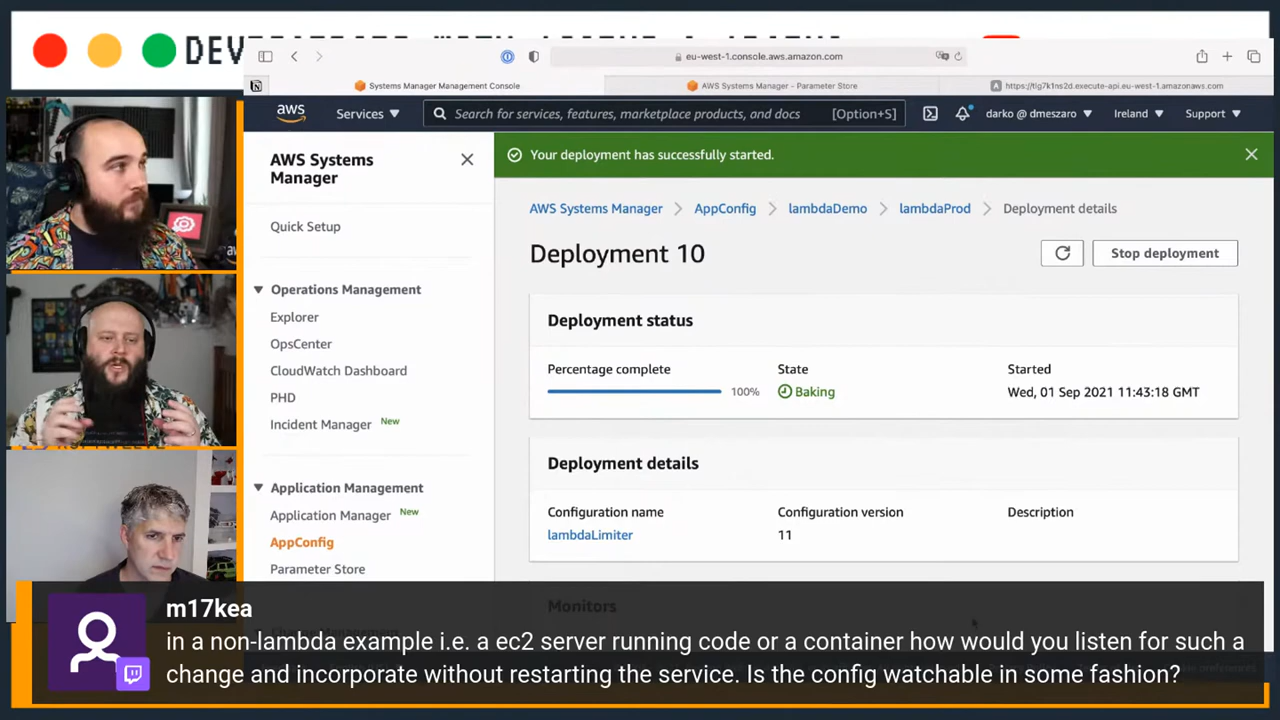 eu-west-1.console.aws.amazon.com
Systems Manager Management Console
AWS Systems Manager - Parameter Store
https://tlg7k1ns2d.execute-api.eu-west-1.amazonaws.com
aws
Services
Search for services, features, marketplace products, and docs [Option+S]
darko @ dmeszaro
Ireland
Support
AWS Systems
Manager
Quick Setup
Operations Management
Explorer
OpsCenter
CloudWatch Dashboard
PHD
Incident Manager New
Application Management
Application Manager New
AppConfig
Parameter Store
Your deployment has successfully started.
AWS Systems Manager > AppConfig > lambdaDemo > lambdaProd > Deployment details
Deployment 10
Stop deployment
Deployment status
Percentage complete
State
Started
100%
Baking
Wed, 01 Sep 2021 11:43:18 GMT
Deployment details
Configuration name
Configuration version
Description
lambdaLimiter
11
Monitors
m17kea
in a non-lambda example i.e. a ec2 server running code or a container how would you listen for such a
change and incorporate without restarting the service. Is the config watchable in some fashion?